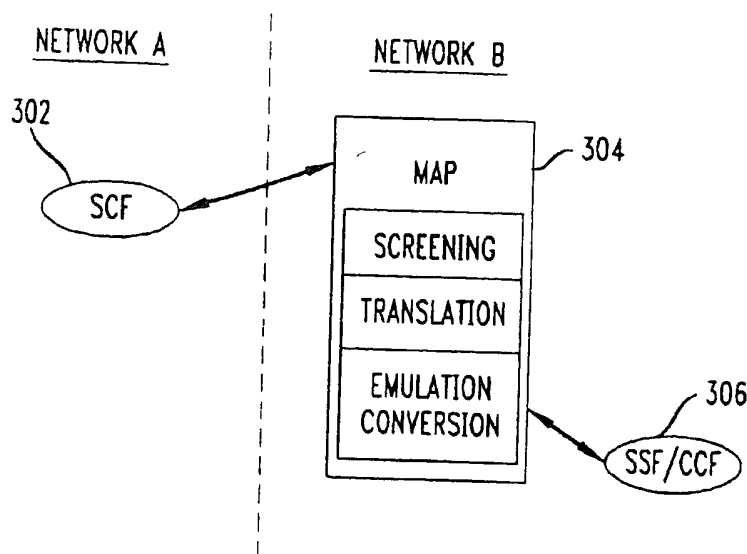 NETWORK A
NETWORK B
302
304
MAP
SCF
SCREENING
TRANSLATION
EMULATION
CONVERSION
306
SSF/CCF